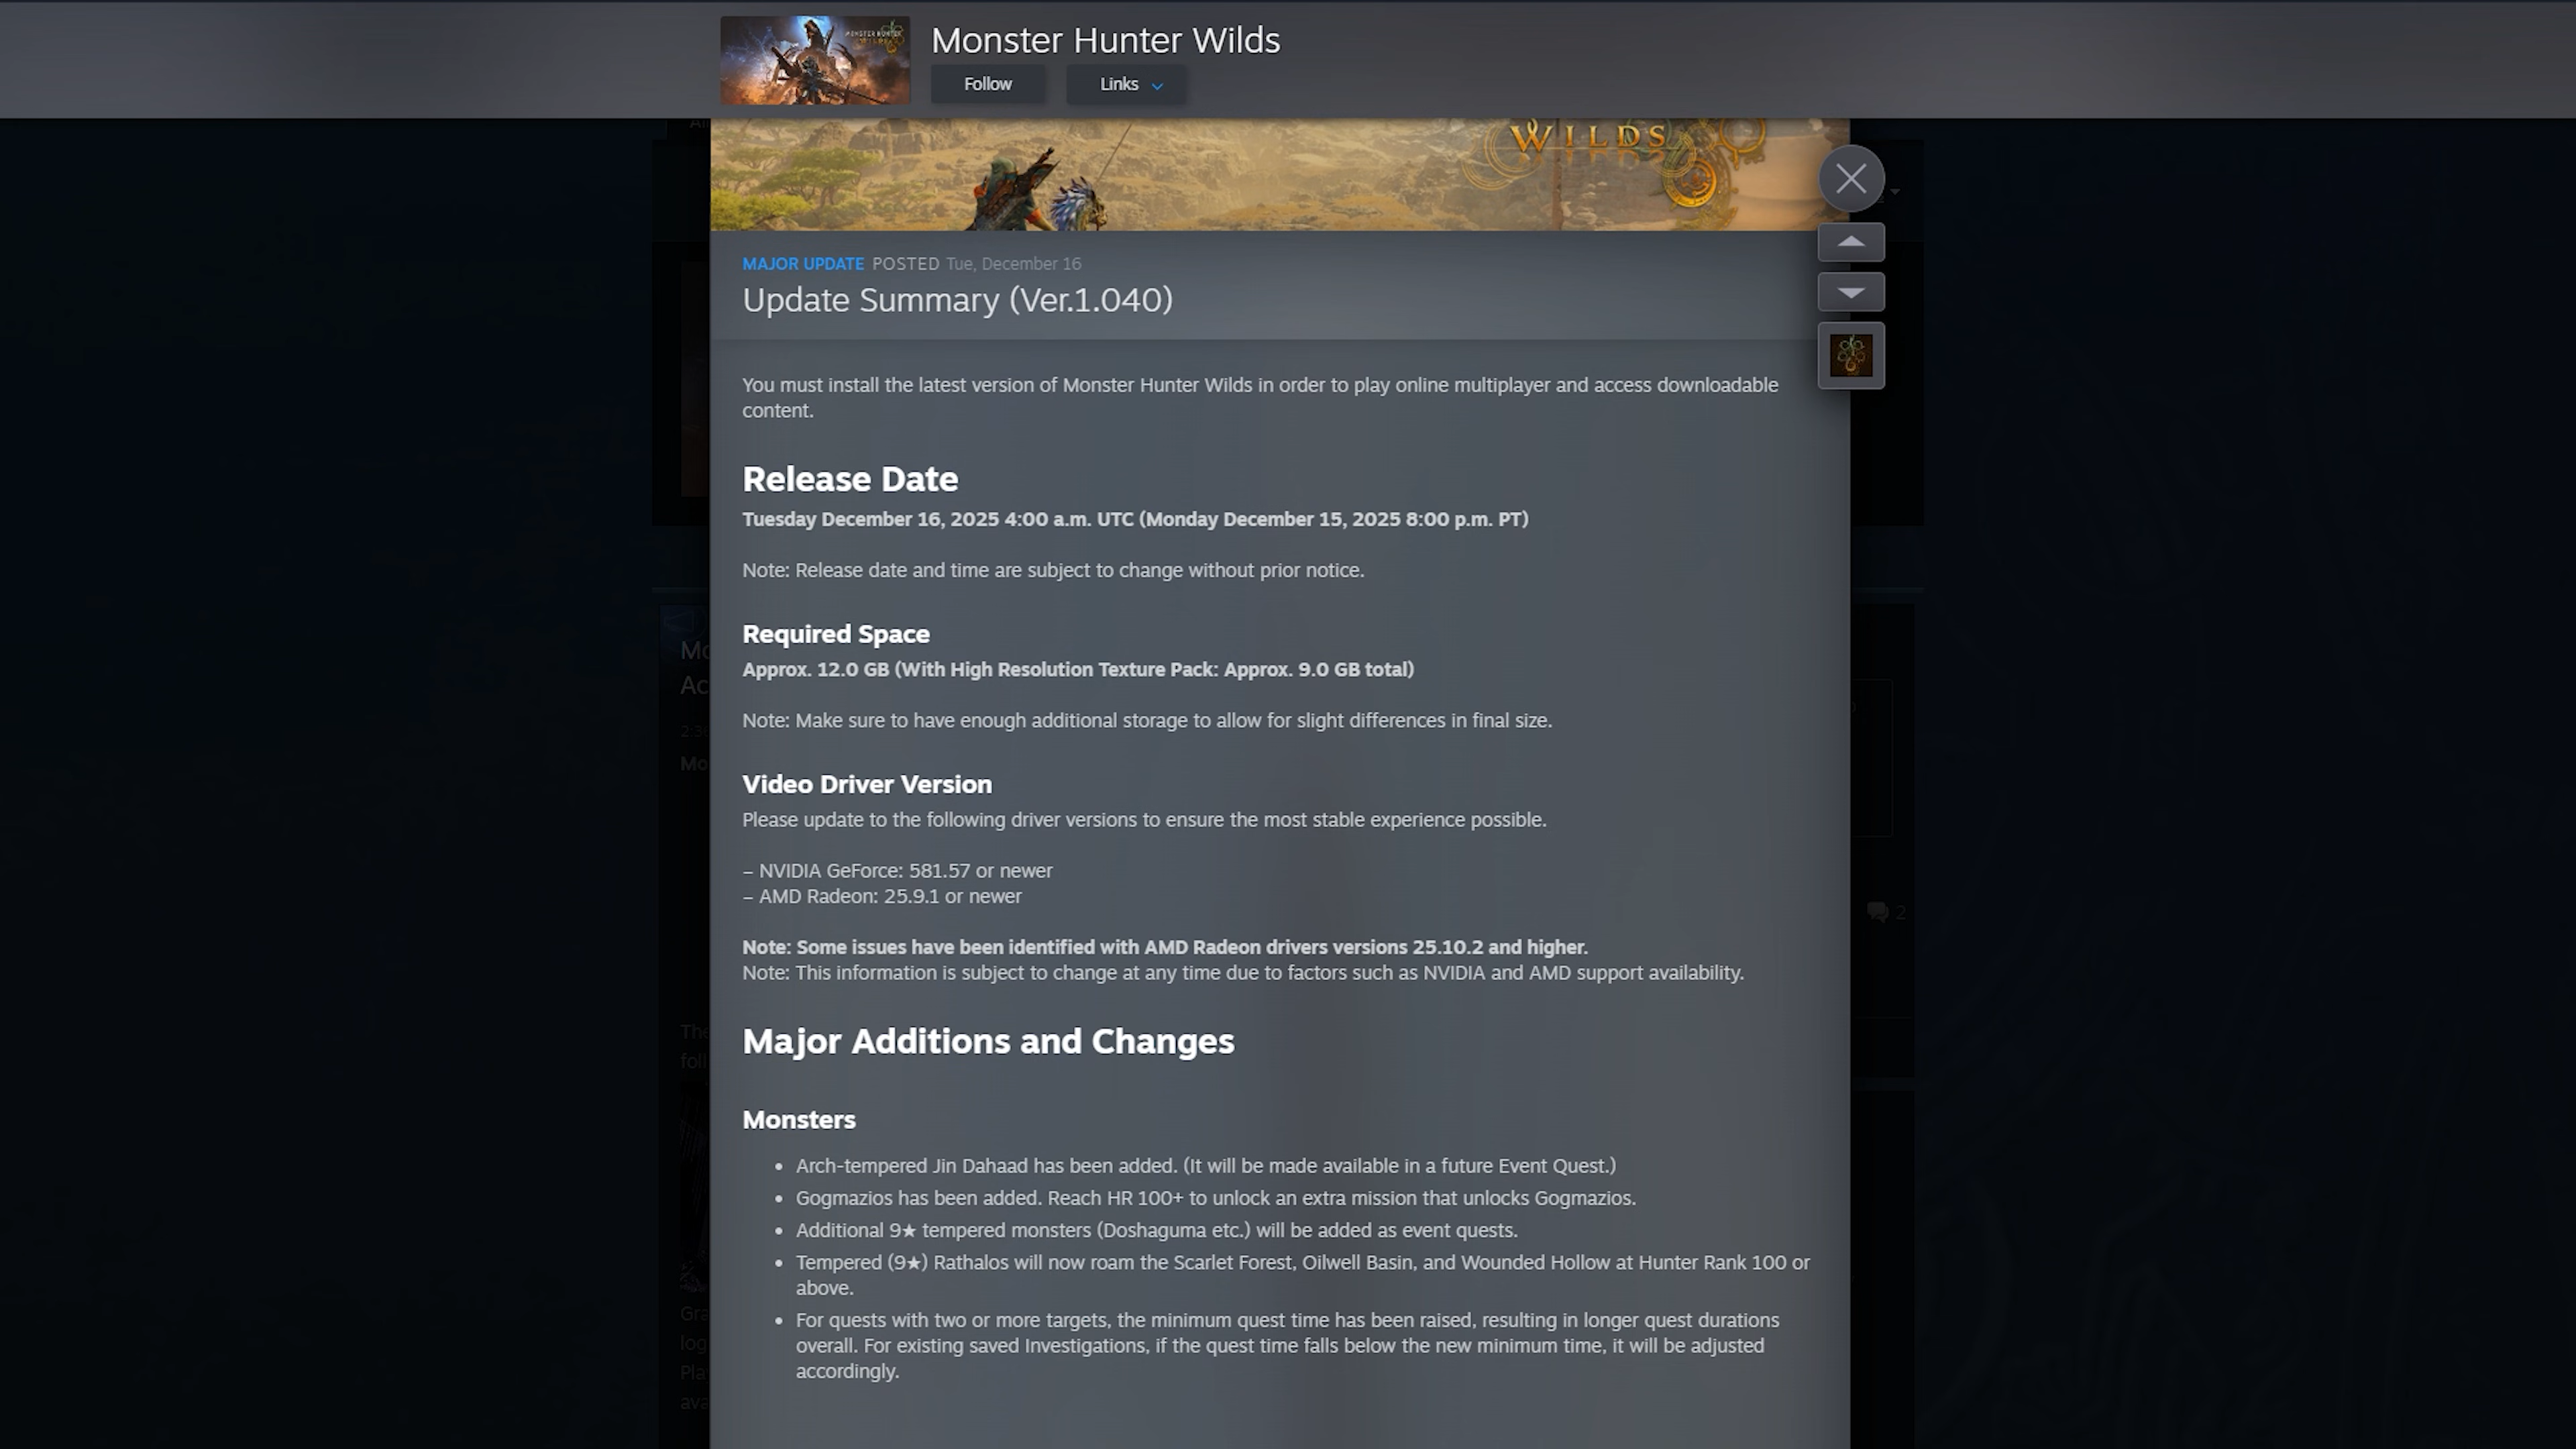 Monster Hunter Wilds
Follow
Links
WILDS
MAJOR UPDATE POSTED Tue, December 16
Update Summary (Ver.1.040)
You must install the latest version of Monster Hunter Wilds in order to play online multiplayer and access downloadable
content.
Release Date
Tuesday December 16, 2025 4:00 a.m. UTC (Monday December 15, 2025 8:00 p.m. PT)
Note: Release date and time are subject to change without prior notice.
Required Space
Approx. 12.0 GB (With High Resolution Texture Pack: Approx. 9.0 GB total)
Note: Make sure to have enough additional storage to allow for slight differences in final size.
Video Driver Version
Please update to the following driver versions to ensure the most stable experience possible.
– NVIDIA GeForce: 581.57 or newer
– AMD Radeon: 25.9.1 or newer
2
Note: Some issues have been identified with AMD Radeon drivers versions 25.10.2 and higher.
Note: This information is subject to change at any time due to factors such as NVIDIA and AMD support availability.
Major Additions and Changes
Monsters
• Arch-tempered Jin Dahaad has been added. (It will be made available in a future Event Quest.)
• Gogmazios has been added. Reach HR 100+ to unlock an extra mission that unlocks Gogmazios.
• Additional 9★ tempered monsters (Doshaguma etc.) will be added as event quests.
• Tempered (9★) Rathalos will now roam the Scarlet Forest, Oilwell Basin, and Wounded Hollow at Hunter Rank 100 or
above.
• For quests with two or more targets, the minimum quest time has been raised, resulting in longer quest durations
overall. For existing saved Investigations, if the quest time falls below the new minimum time, it will be adjusted
accordingly.